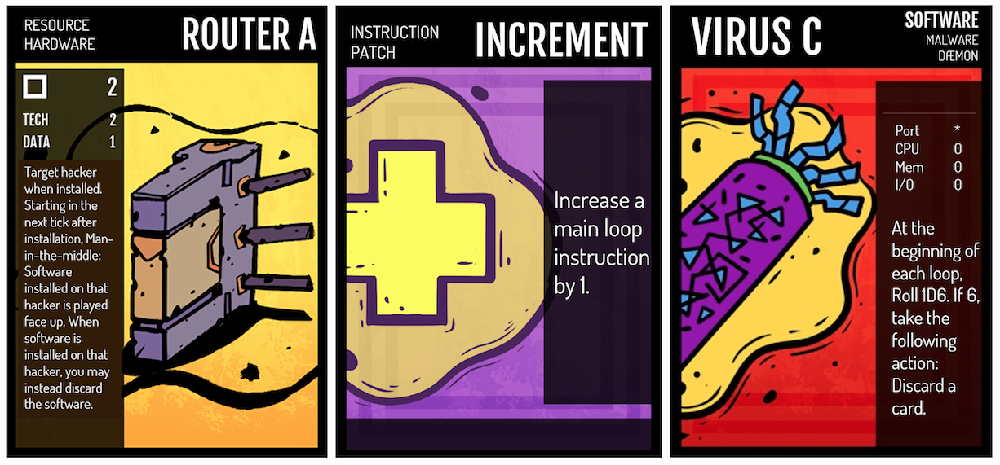 RESOURCE
HARDWARE
ROUTER A
2
TECH 2
DATA 1
Target hacker
when installed.
Starting in the
next tick after
installation, Man-
in-the-middle:
Software
installed on that
hacker is played
face up. When
software is
installed on that
hacker, you may
instead discard
the software.
INSTRUCTION
PATCH
INCREMENT
Increase a
main loop
instruction
by 1.
VIRUS C
SOFTWARE
MALWARE
DÆMON
Port *
CPU 0
Mem 0
I/O 0
At the
beginning of
each loop,
Roll 1D6. If 6,
take the
following
action:
Discard a
card.